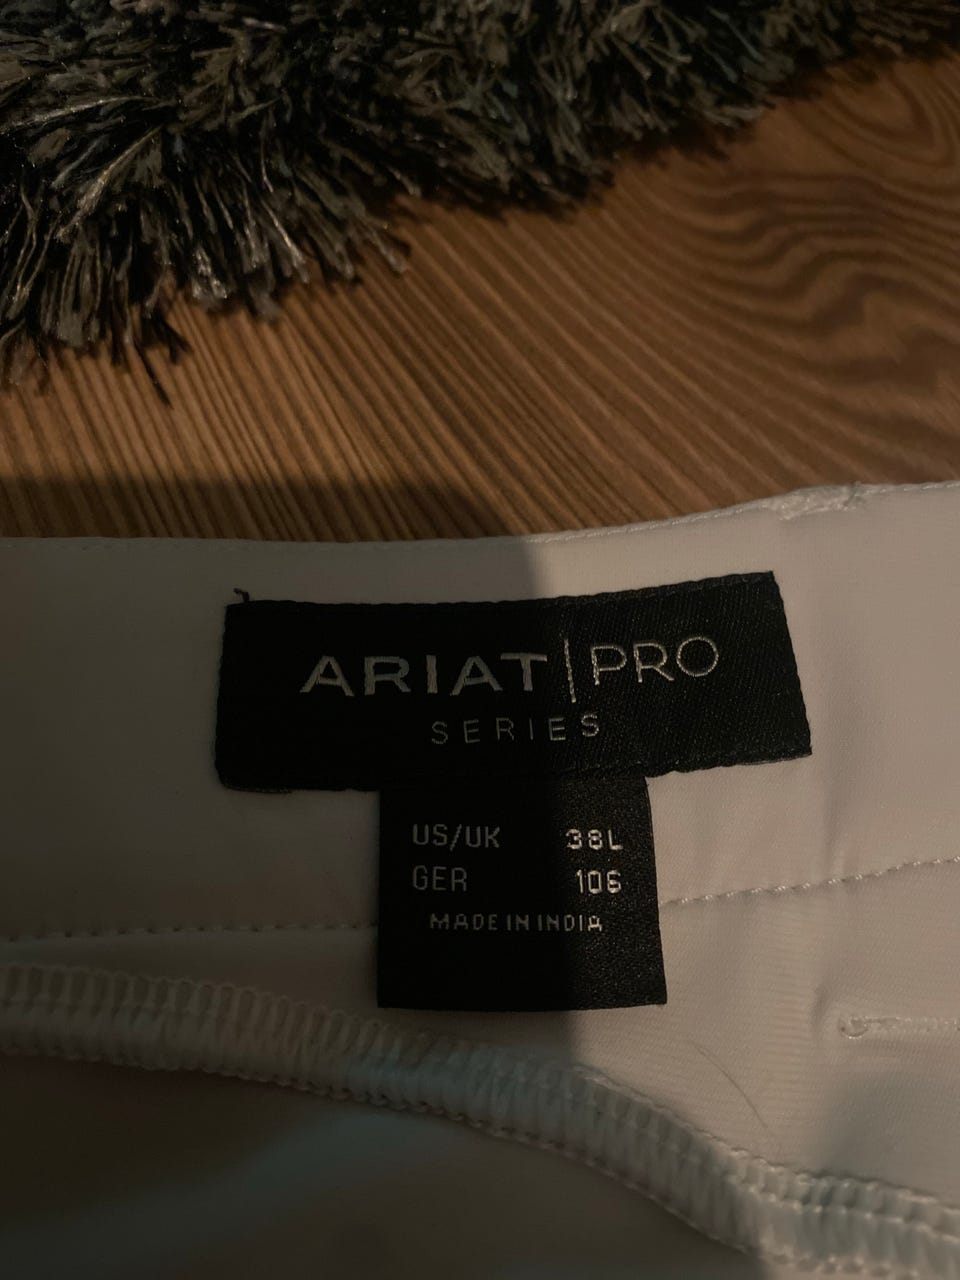 ARIAT | PRO
SERIES
US/UK 38L
GER 106
MADE IN INDIA